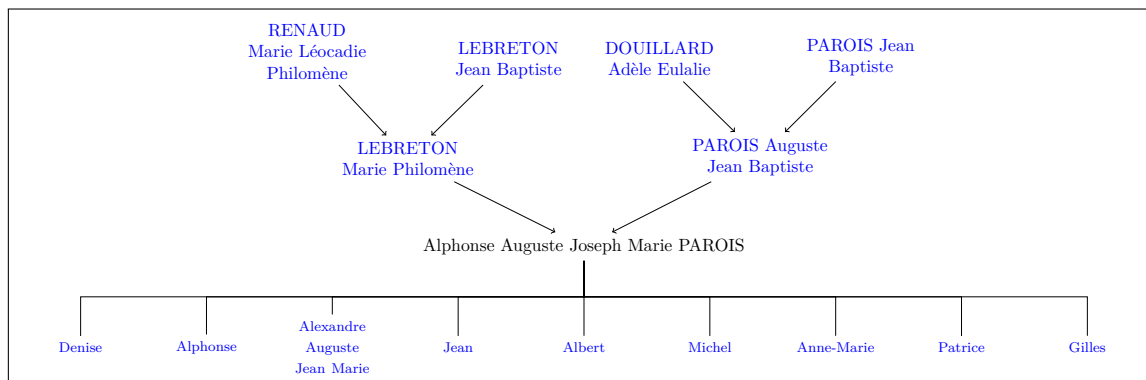 RENAUD
Marie Léocadie
Philomène
LEBRETON
Jean Baptiste
DOUILLARD
Adèle Eulalie
PAROIS Jean
Baptiste
LEBRETON
Marie Philomène
PAROIS Auguste
Jean Baptiste
Alphonse Auguste Joseph Marie PAROIS
Denise
Alphonse
Alexandre
Auguste
Jean Marie
Jean
Albert
Michel
Anne-Marie
Patrice
Gilles